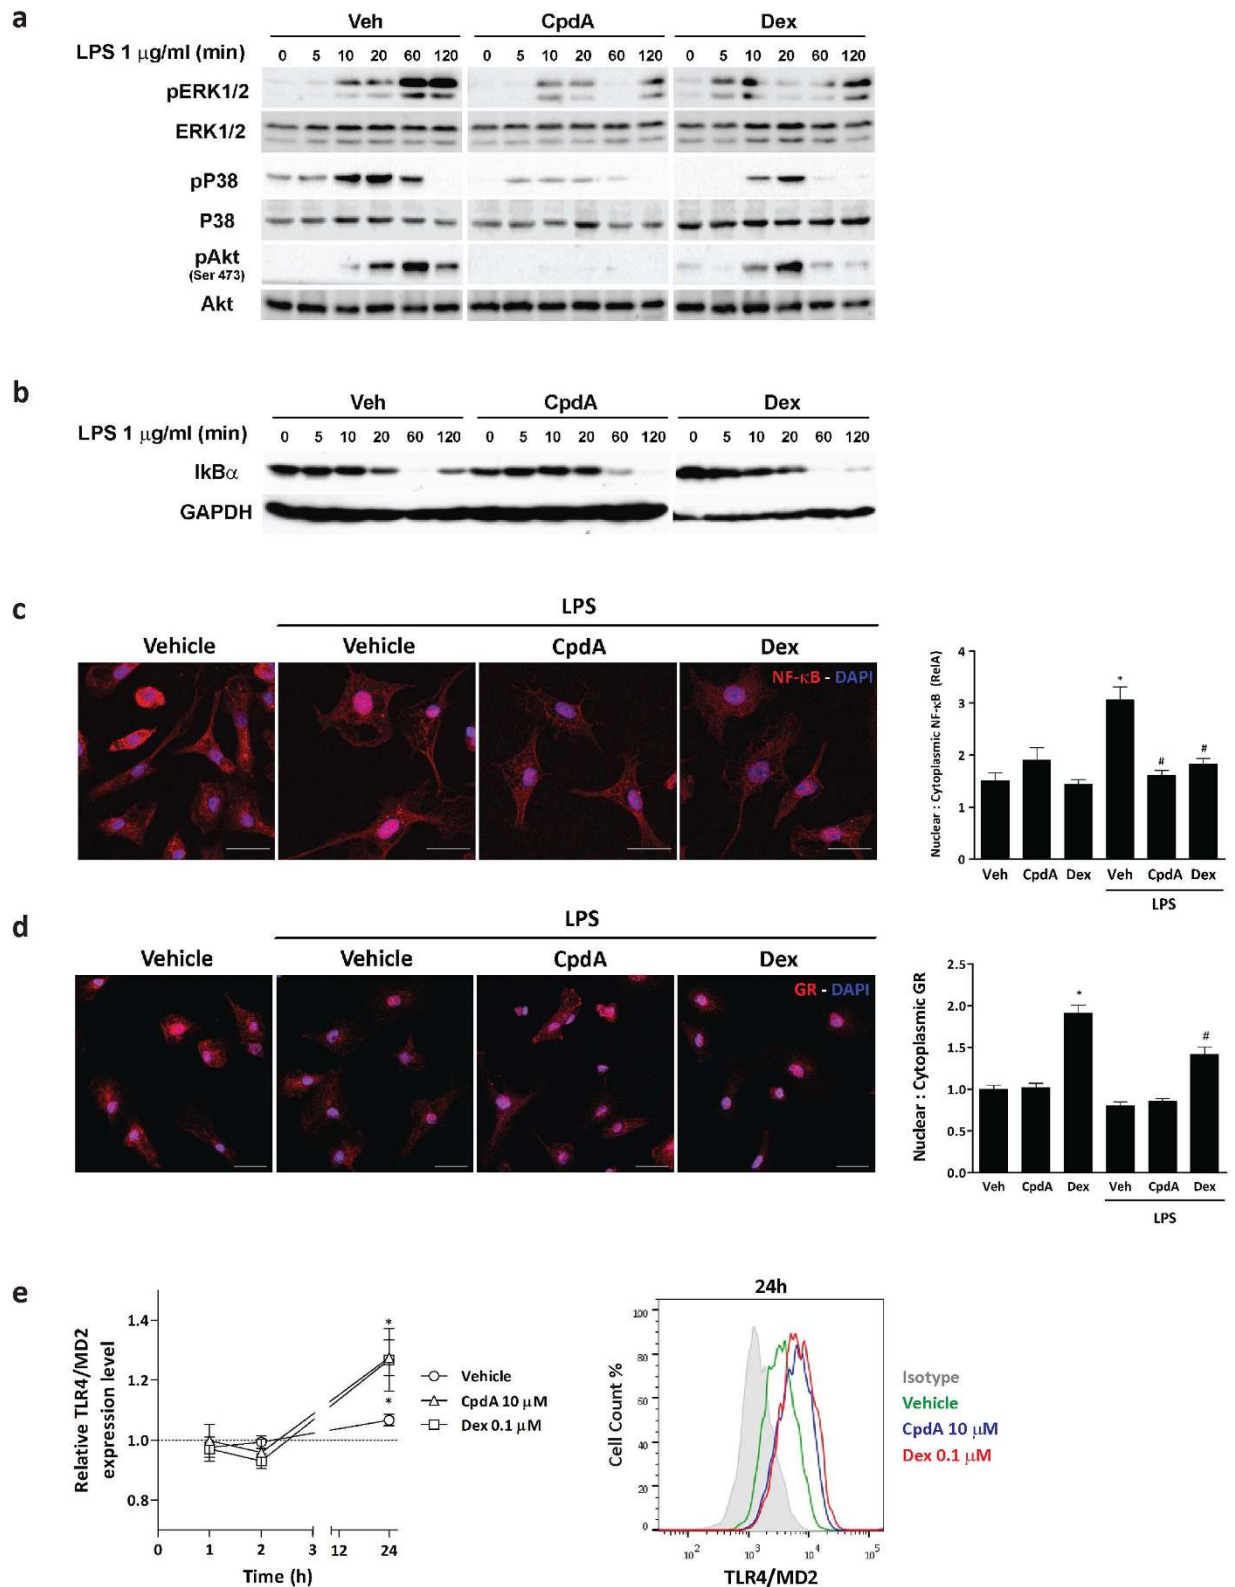 a
Veh CpdA Dex
LPS 1 μg/ml (min) 0 5 10 20 60 120 0 5 10 20 60 120 0 5 10 20 60 120
pERK1/2
ERK1/2
pP38
P38
pAkt
(Ser 473)
Akt
b
Veh CpdA Dex
LPS 1 μg/ml (min) 0 5 10 20 60 120 0 5 10 20 60 120 0 5 10 20 60 120
IkBα
GAPDH
c
LPS
Vehicle Vehicle CpdA Dex
NF-κB - DAPI
Nuclear : Cytoplasmic NF-κB (RelA)
4
3
2
1
0
*
#
#
Veh CpdA Dex Veh CpdA Dex
LPS
d
LPS
Vehicle Vehicle CpdA Dex
GR - DAPI
Nuclear : Cytoplasmic GR
2.5
2.0
1.5
1.0
0.5
0.0
*
#
Veh CpdA Dex Veh CpdA Dex
LPS
e
Relative TLR4/MD2
expression level
1.4
1.2
1.0
0.8
*
*
0 1 2 3 12 24
Time (h)
Vehicle
CpdA 10 μM
Dex 0.1 μM
24h
Cell Count %
100
80
60
40
20
0
10² 10³ 10⁴ 10⁵
TLR4/MD2
Isotype
Vehicle
CpdA 10 μM
Dex 0.1 μM